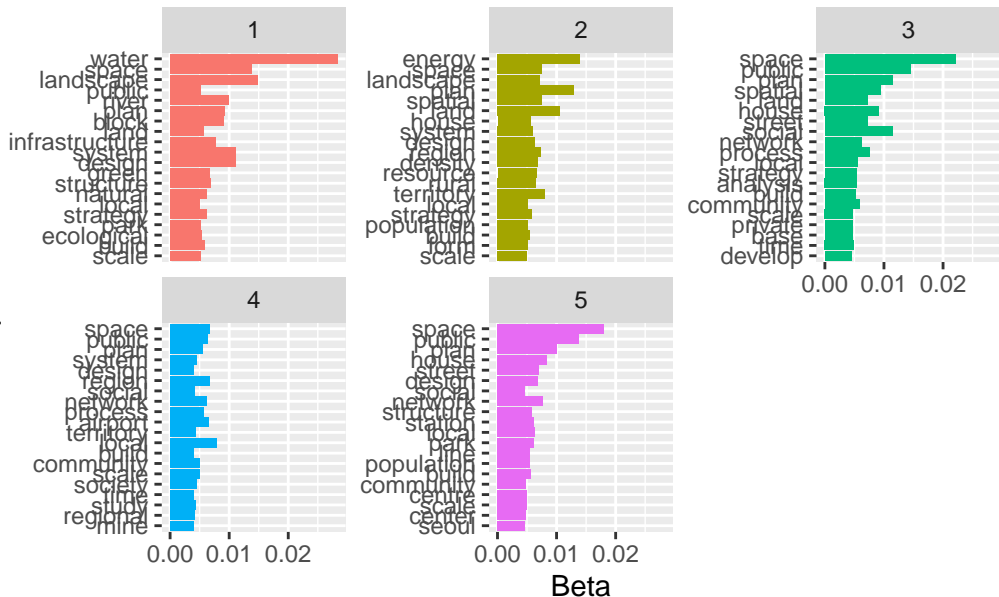 1
water
space
landscape
public
river
plan
block
land
infrastructure
system
design
green
structure
natural
local
strategy
park
ecological
build
scale
2
energy
space
landscape
plan
spatial
land
house
system
design
region
density
resource
rural
territory
local
strategy
population
build
form
scale
3
space
public
plan
spatial
land
house
street
social
network
process
local
strategy
analysis
build
community
scale
private
base
time
develop
0.00 0.01 0.02
4
space
public
plan
system
design
region
social
network
process
airport
territory
local
build
community
scale
society
time
study
regional
mine
0.00 0.01 0.02
5
space
public
plan
house
street
design
social
network
structure
station
local
park
line
population
build
community
centre
scale
center
seoul
0.00 0.01 0.02
Beta